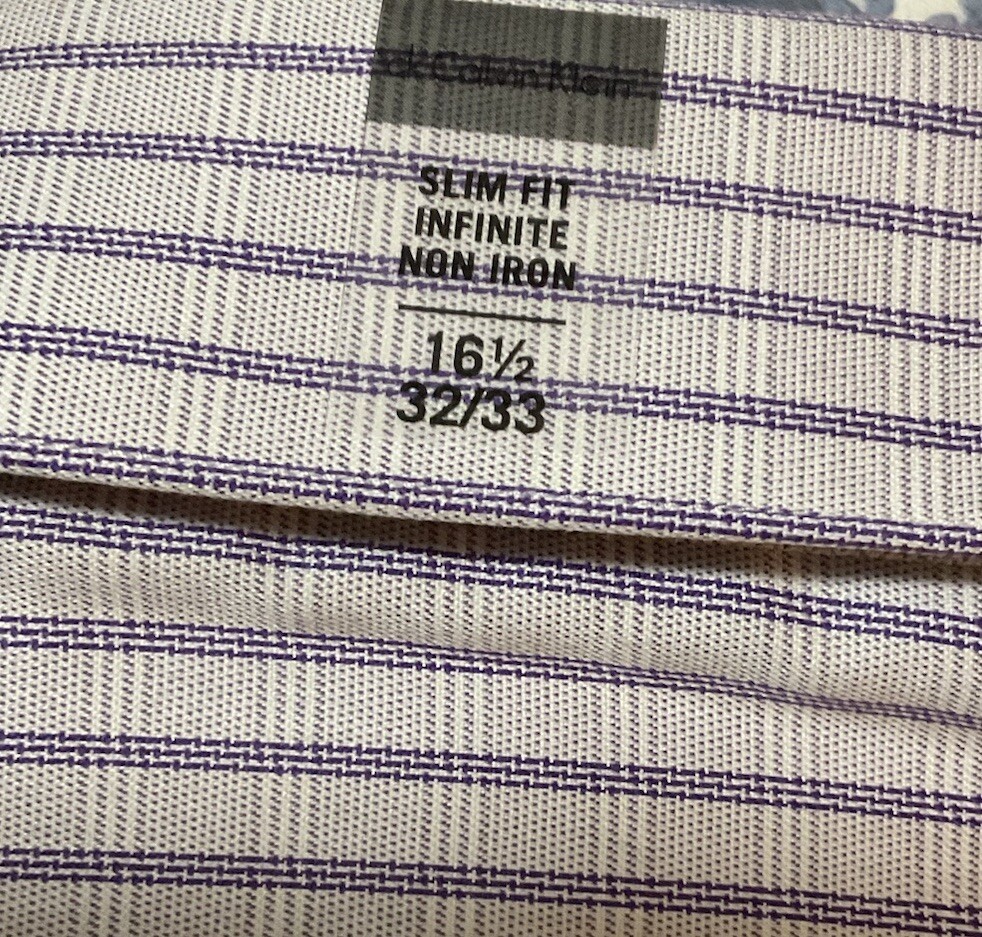 ck Calvin Klein
SLIM FIT
INFINITE
NON IRON
16½
32/33